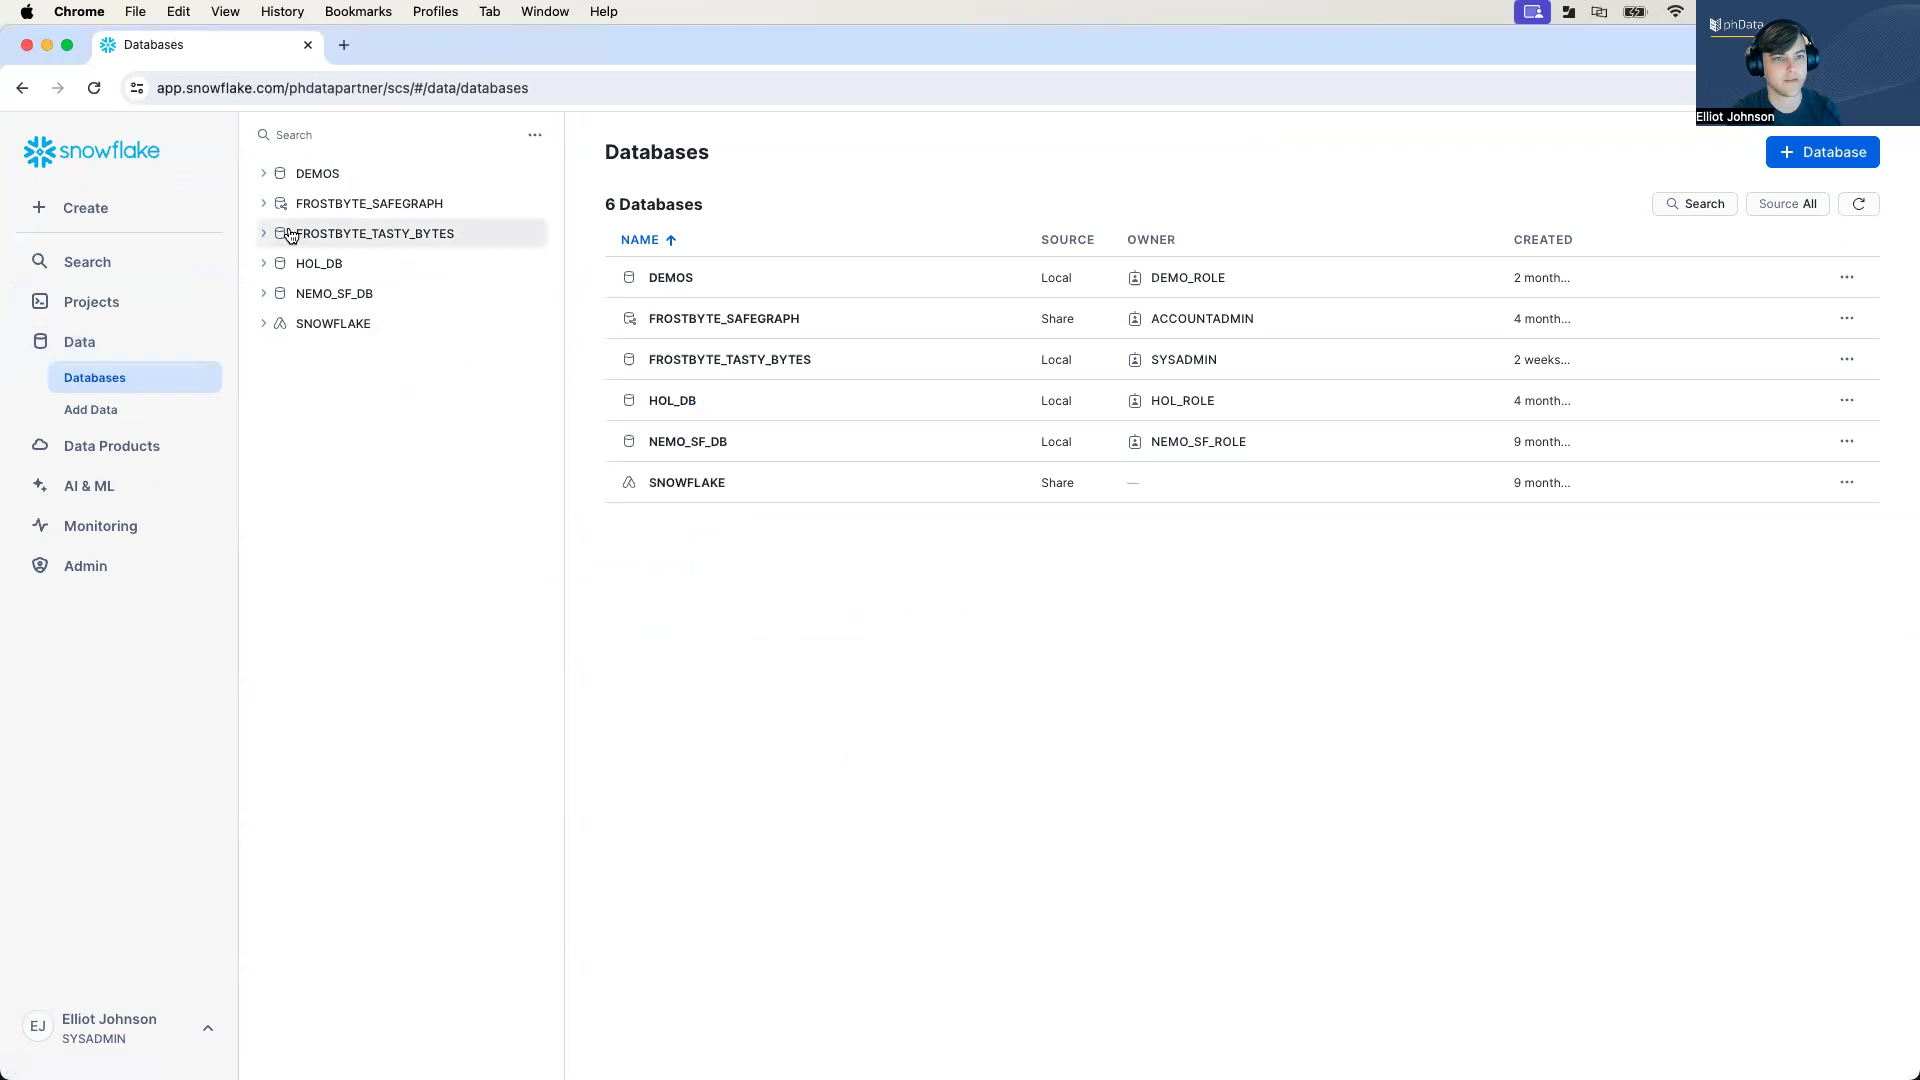 Chrome File Edit View History Bookmarks Profiles Tab Window Help
Databases
app.snowflake.com/phdatapartner/scs/#/data/databases
phData
Elliot Johnson
snowflake
Create
Search
Projects
Data
Databases
Add Data
Data Products
AI & ML
Monitoring
Admin
EJ
Elliot Johnson
SYSADMIN
Search
DEMOS
FROSTBYTE_SAFEGRAPH
FROSTBYTE_TASTY_BYTES
HOL_DB
NEMO_SF_DB
SNOWFLAKE
Databases
+ Database
6 Databases
Search
Source All
NAME SOURCE OWNER CREATED
DEMOS Local DEMO_ROLE 2 month...
FROSTBYTE_SAFEGRAPH Share ACCOUNTADMIN 4 month...
FROSTBYTE_TASTY_BYTES Local SYSADMIN 2 weeks...
HOL_DB Local HOL_ROLE 4 month...
NEMO_SF_DB Local NEMO_SF_ROLE 9 month...
SNOWFLAKE Share — 9 month...